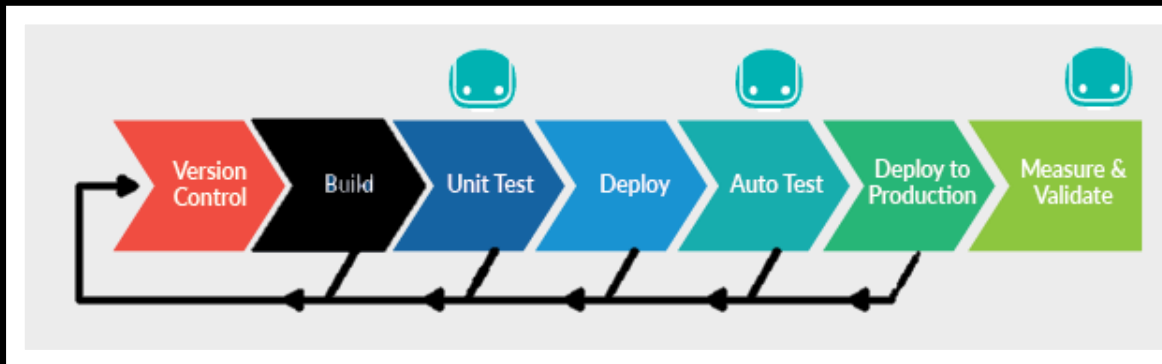 Version
Control
Build
Unit Test
Deploy
Auto Test
Deploy to
Production
Measure &
Validate